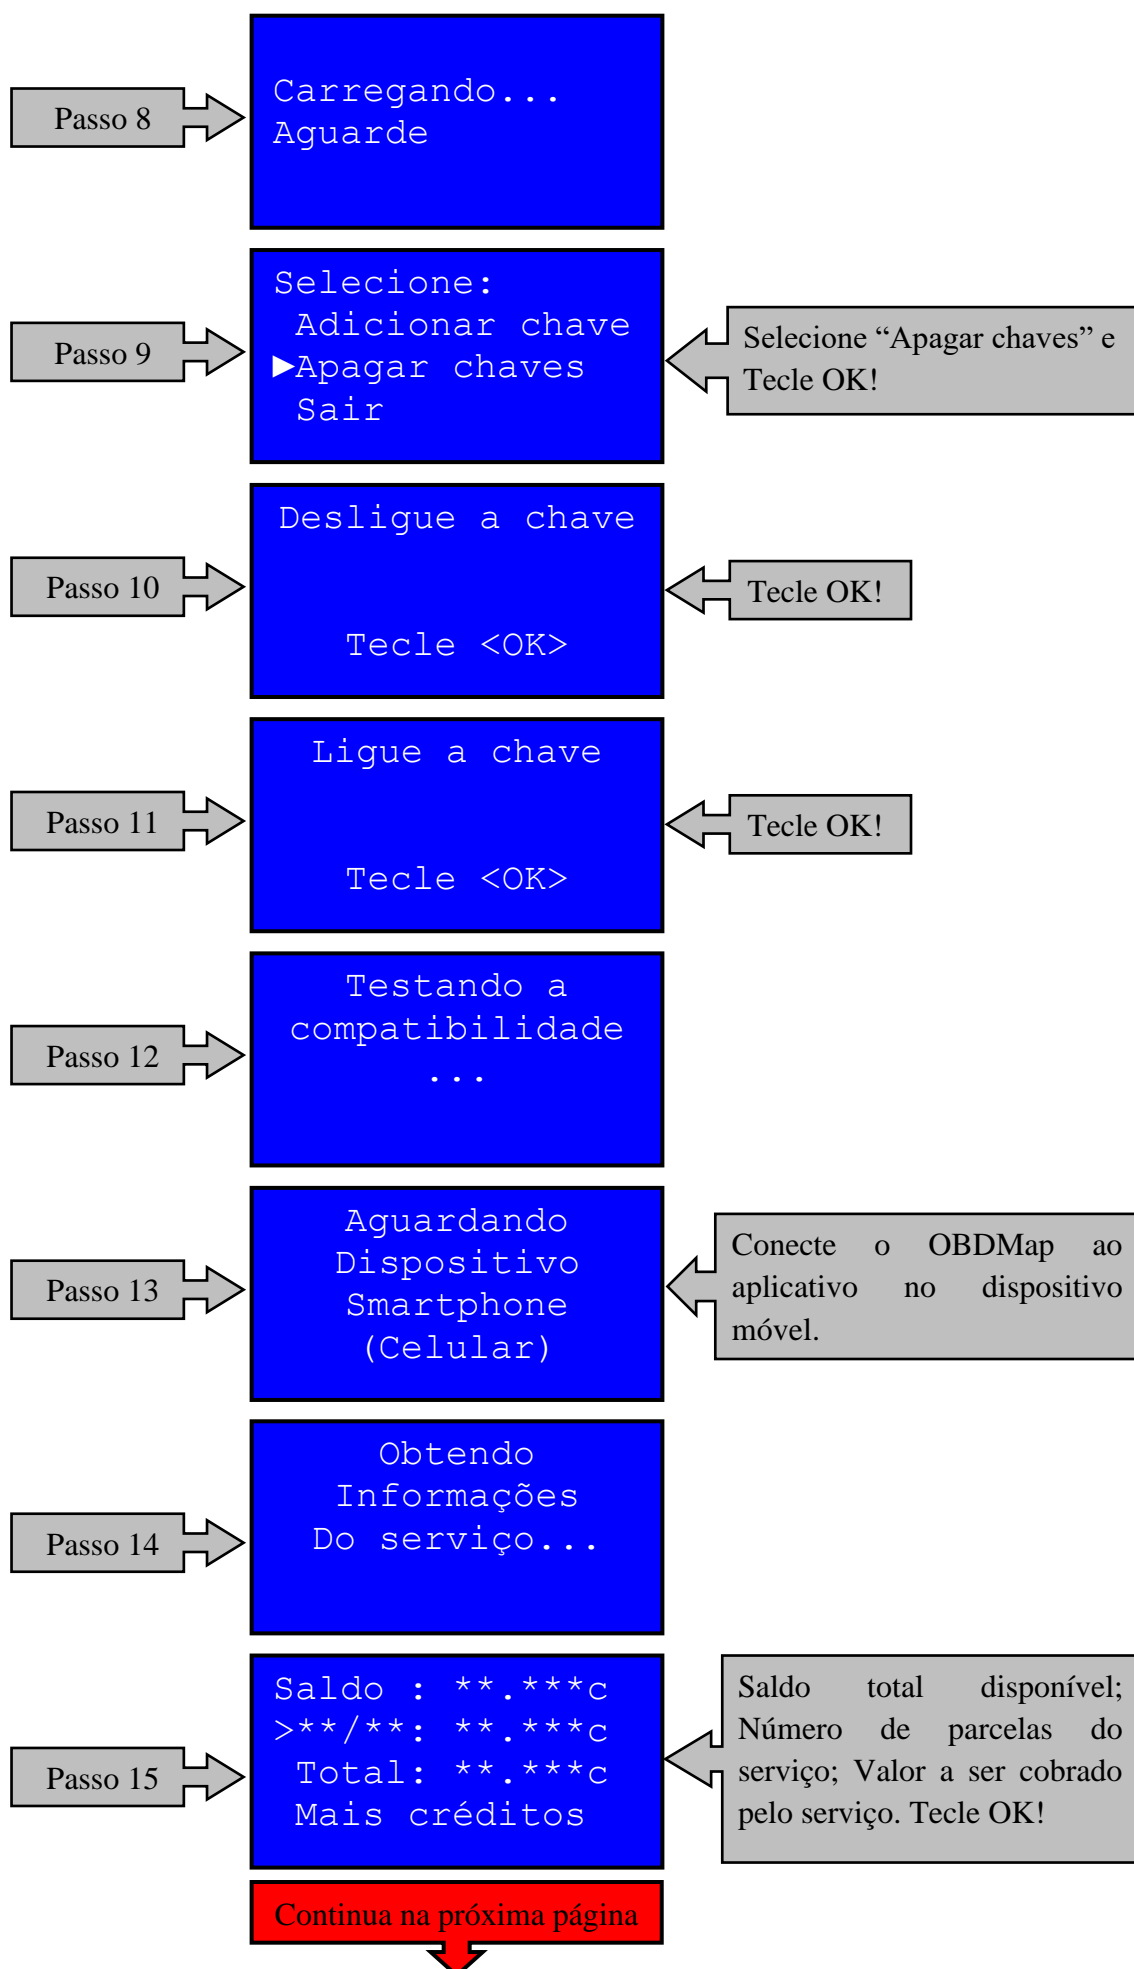 Passo 8
Carregando...
Aguarde
Passo 9
Selecione:
Adicionar chave
►Apagar chaves
Sair
Selecione “Apagar chaves” e
Tecle OK!
Passo 10
Desligue a chave
Tecle <OK>
Tecle OK!
Passo 11
Ligue a chave
Tecle <OK>
Tecle OK!
Passo 12
Testando a
compatibilidade
...
Passo 13
Aguardando
Dispositivo
Smartphone
(Celular)
Conecte o OBDMap ao
aplicativo no dispositivo
móvel.
Passo 14
Obtendo
Informações
Do serviço...
Passo 15
Saldo : **.***c
>**/**: **.***c
Total: **.***c
Mais créditos
Saldo total disponível;
Número de parcelas do
serviço; Valor a ser cobrado
pelo serviço. Tecle OK!
Continua na próxima página